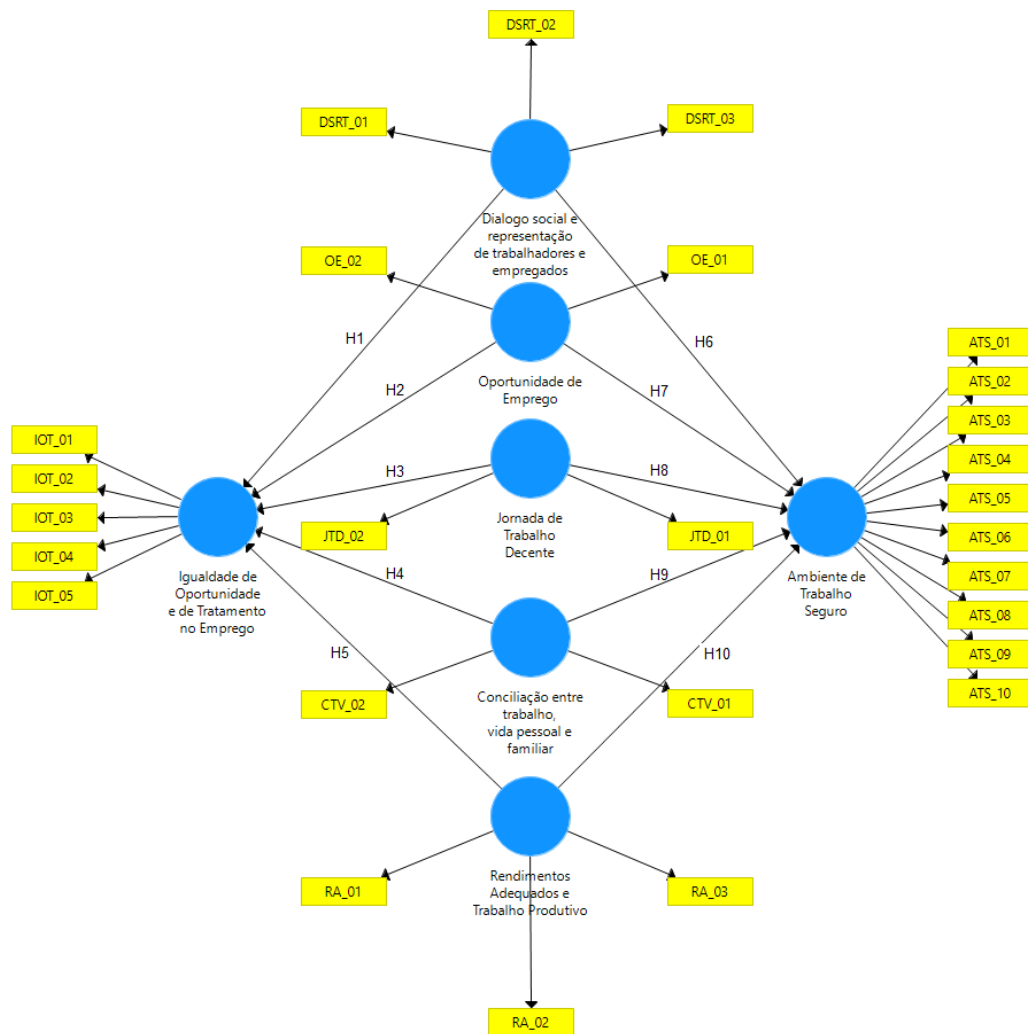 DSRT_02
DSRT_01
DSRT_03
Dialogo social e
representação
de trabalhadores e
empregados
OE_02
OE_01
H1
H6
Oportunidade de
Emprego
H2
H7
ATS_01
ATS_02
ATS_03
ATS_04
ATS_05
ATS_06
ATS_07
ATS_08
ATS_09
ATS_10
IOT_01
IOT_02
IOT_03
IOT_04
IOT_05
H3
H8
Jornada de
Trabalho
Decente
JTD_02
JTD_01
Igualdade de
Oportunidade
e de Tratamento
no Emprego
Ambiente de
Trabalho
Seguro
H4
H9
H5
H10
CTV_02
CTV_01
Conciliação entre
trabalho,
vida pessoal e
familiar
RA_01
RA_03
Rendimentos
Adequados e
Trabalho Produtivo
RA_02